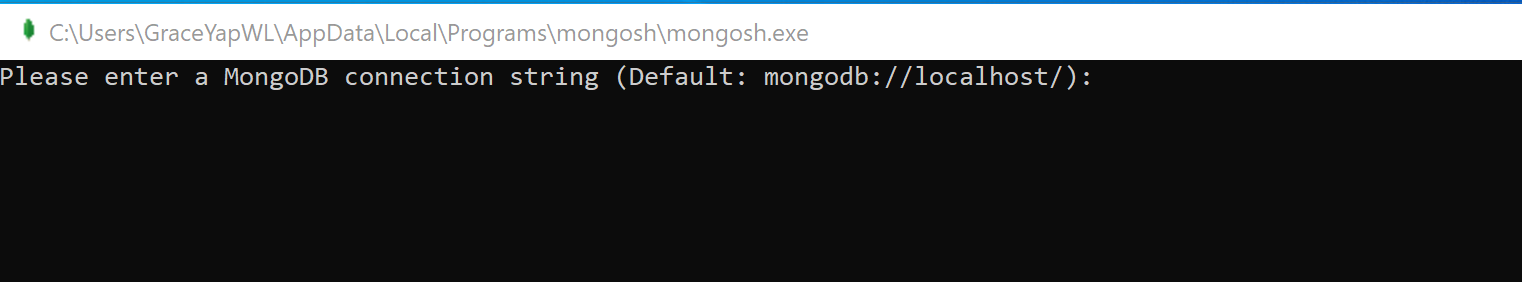 C:\Users\GraceYapWL\AppData\Local\Programs\mongosh\mongosh.exe
Please enter a MongoDB connection string (Default: mongodb://localhost/):